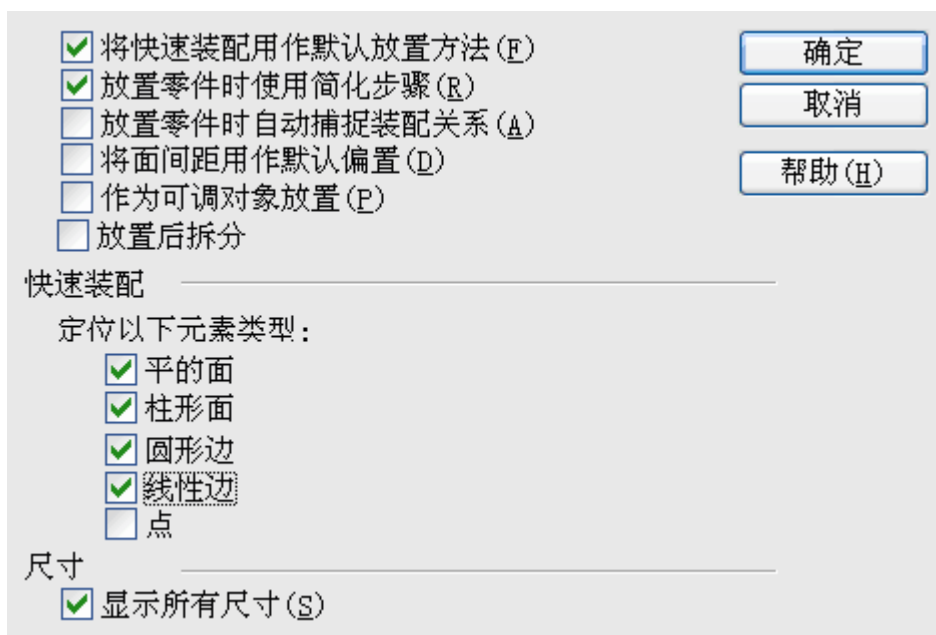 将快速装配用作默认放置方法(F)
确定
放置零件时使用简化步骤(R)
取消
放置零件时自动捕捉装配关系(A)
将面间距用作默认偏置(D)
帮助(H)
作为可调对象放置(P)
放置后拆分
快速装配
定位以下元素类型:
平的面
柱形面
圆形边
线性边
点
尺寸
显示所有尺寸(S)